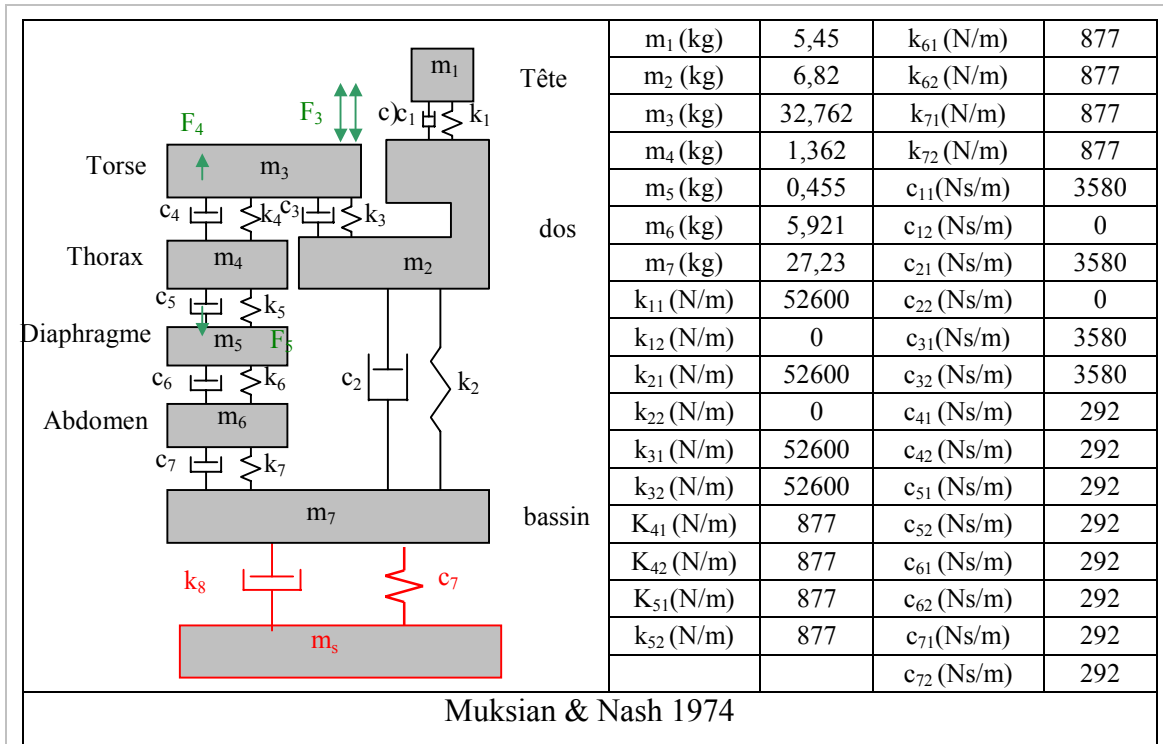 m₁
Tête
c)c₁
k₁
F₃
F₄
Torse
m₃
c₄
k₄
c₃
k₃
dos
Thorax
m₄
m₂
c₅
k₅
Diaphragme
m₅
F₅
c₆
k₆
c₂
k₂
Abdomen
m₆
c₇
k₇
m₇
bassin
k₈
c₇
mₛ
m₁ (kg) 5,45 k₆₁ (N/m) 877
m₂ (kg) 6,82 k₆₂ (N/m) 877
m₃ (kg) 32,762 k₇₁(N/m) 877
m₄ (kg) 1,362 k₇₂ (N/m) 877
m₅ (kg) 0,455 c₁₁(Ns/m) 3580
m₆ (kg) 5,921 c₁₂ (Ns/m) 0
m₇ (kg) 27,23 c₂₁ (Ns/m) 3580
k₁₁ (N/m) 52600 c₂₂ (Ns/m) 0
k₁₂ (N/m) 0 c₃₁(Ns/m) 3580
k₂₁ (N/m) 52600 c₃₂ (Ns/m) 3580
k₂₂ (N/m) 0 c₄₁ (Ns/m) 292
k₃₁ (N/m) 52600 c₄₂ (Ns/m) 292
k₃₂ (N/m) 52600 c₅₁ (Ns/m) 292
K₄₁ (N/m) 877 c₅₂ (Ns/m) 292
K₄₂ (N/m) 877 c₆₁ (Ns/m) 292
K₅₁(N/m) 877 c₆₂ (Ns/m) 292
k₅₂ (N/m) 877 c₇₁(Ns/m) 292
c₇₂ (Ns/m) 292
Muksian & Nash 1974